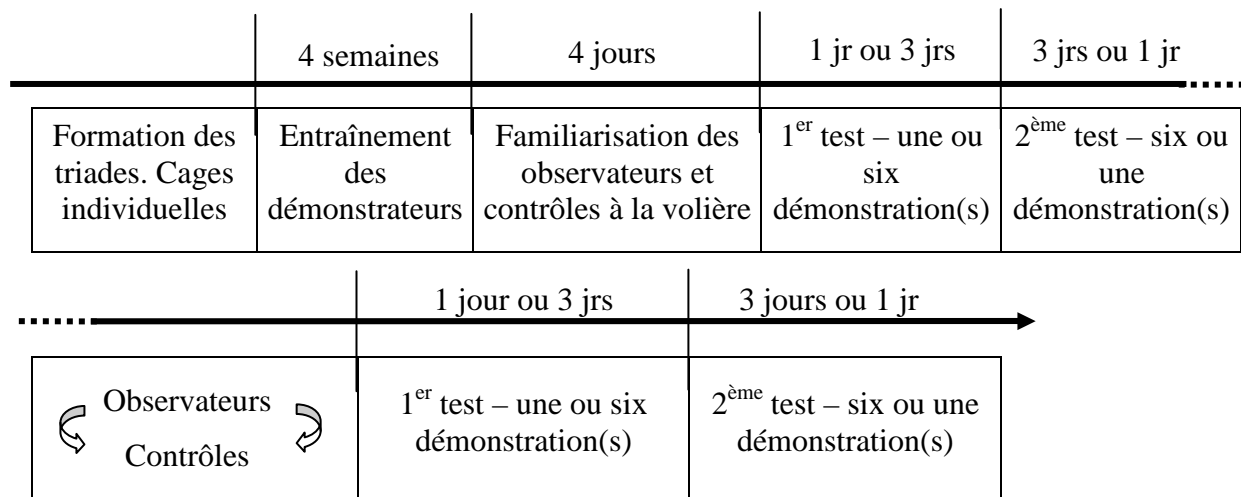 4 semaines
4 jours
1 jr ou 3 jrs
3 jrs ou 1 jr
Formation des
triades. Cages
individuelles
Entraînement
des
démonstrateurs
Familiarisation des
observateurs et
contrôles à la volière
1er test – une ou
six
démonstration(s)
2ème test – six ou
une
démonstration(s)
1 jour ou 3 jrs
3 jours ou 1 jr
Observateurs
Contrôles
1er test – une ou six
démonstration(s)
2ème test – six ou une
démonstration(s)